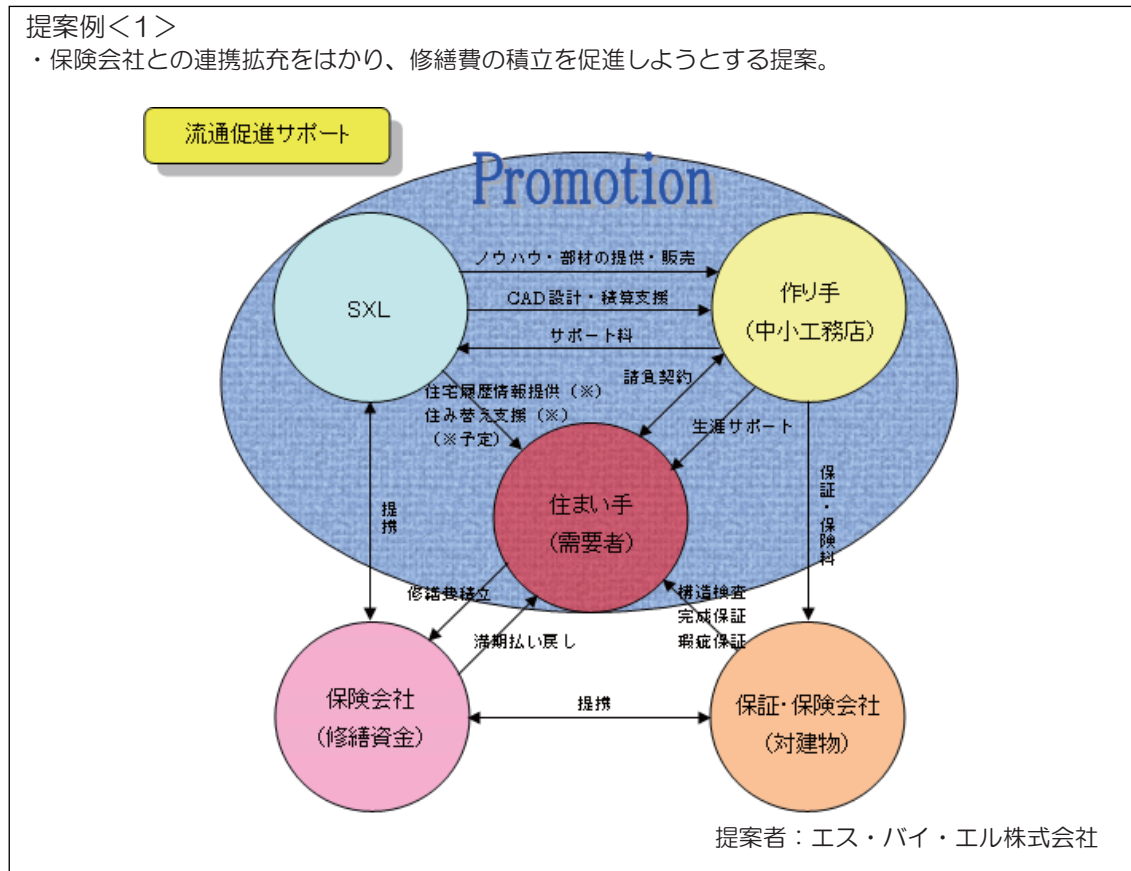 提案例＜1＞
・保険会社との連携拡充をはかり、修繕費の積立を促進しようとする提案。
流通促進サポート
Promotion
ノウハウ・部材の提供・販売
SXL
CAD設計・積算支援
作り手
（中小工務店）
サポート料
請負契約
住宅履歴情報提供（※）
住み替え支援（※）
（※予定）
生涯サポート
提携
住まい手
（需要者）
保証・保険料
修繕費積立
満期払い戻し
構造検査
完成保証
瑕疵保証
保険会社
（修繕資金）
提携
保証・保険会社
（対建物）
提案者：エス・バイ・エル株式会社